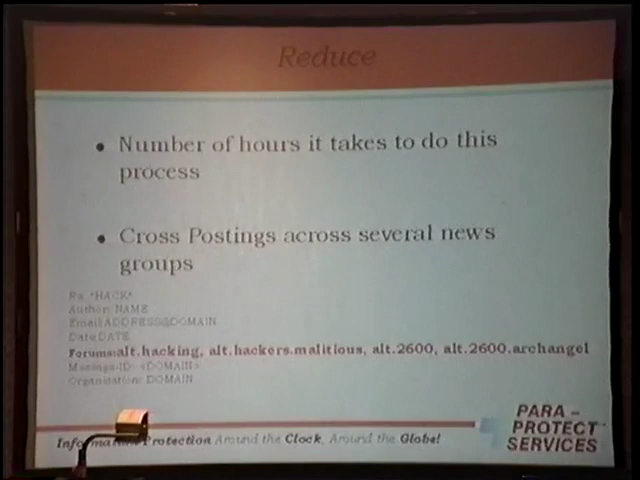 Reduce
• Number of hours it takes to do this
process
• Cross Postings across several news
groups
Re: *HACK*
Author: NAME
Email:ADDRESS@DOMAIN
Date:DATE
Forums:alt.hacking, alt.hackers.malitious, alt.2600, alt.2600.archangel
Message-ID: <DOMAIN>
Organisation: DOMAIN
Information Protection Around the Clock, Around the Globe!
PARA –
PROTECT
SERVICES